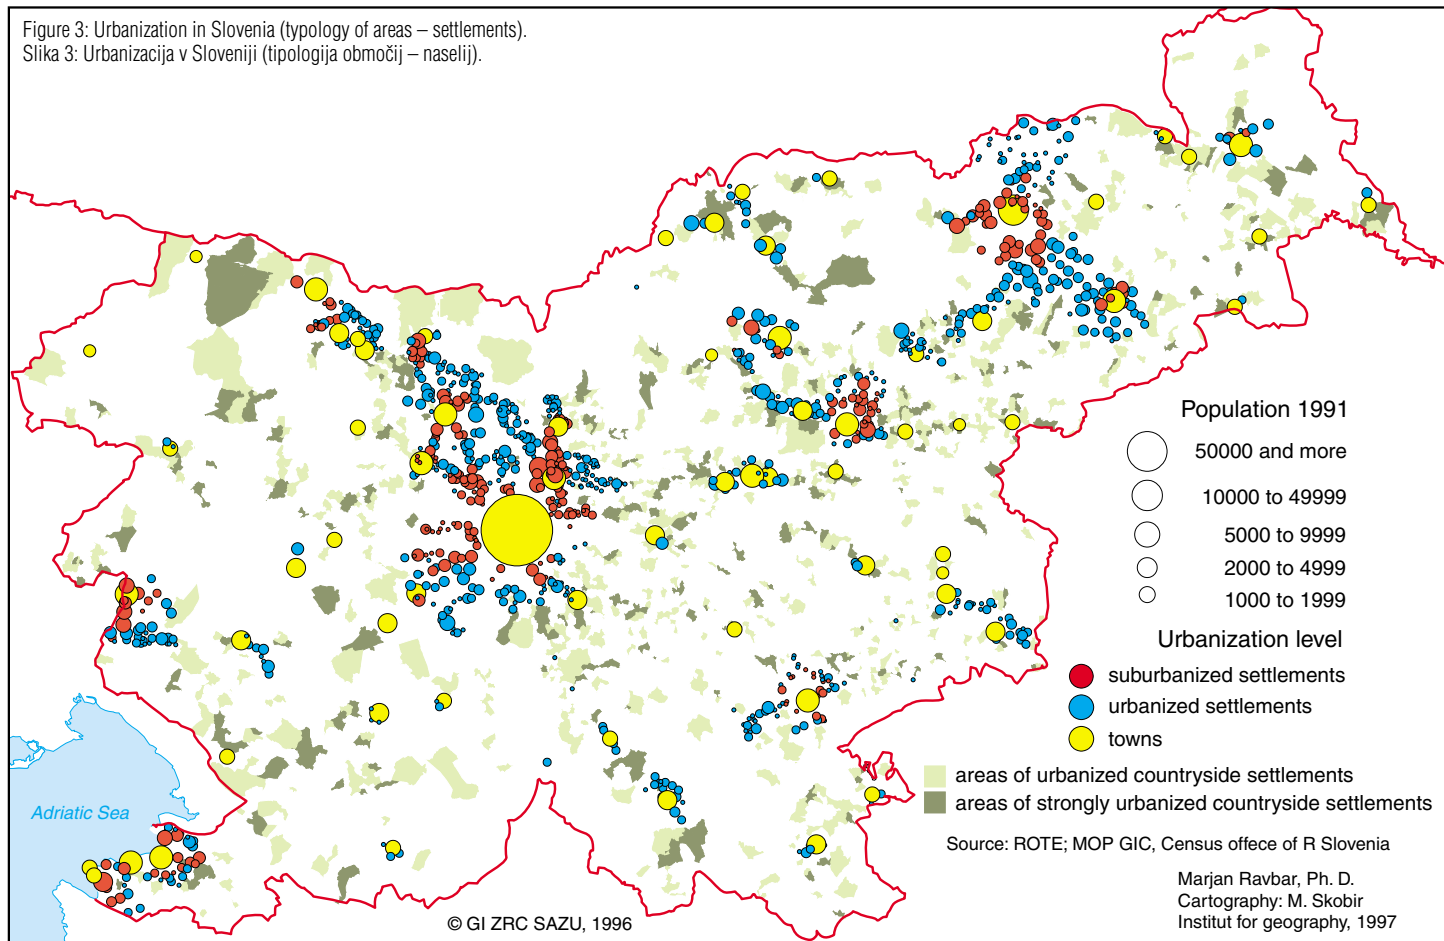 Figure 3: Urbanization in Slovenia (typology of areas – settlements).
Slika 3: Urbanizacija v Sloveniji (tipologija območij – naselij).
Population 1991
50000 and more
10000 to 49999
5000 to 9999
2000 to 4999
1000 to 1999
Urbanization level
suburbanized settlements
urbanized settlements
towns
areas of urbanized countryside settlements
areas of strongly urbanized countryside settlements
Adriatic Sea
Source: ROTE; MOP GIC, Census offece of R Slovenia
Marjan Ravbar, Ph. D.
Cartography: M. Skobir
Institut for geography, 1997
© GI ZRC SAZU, 1996